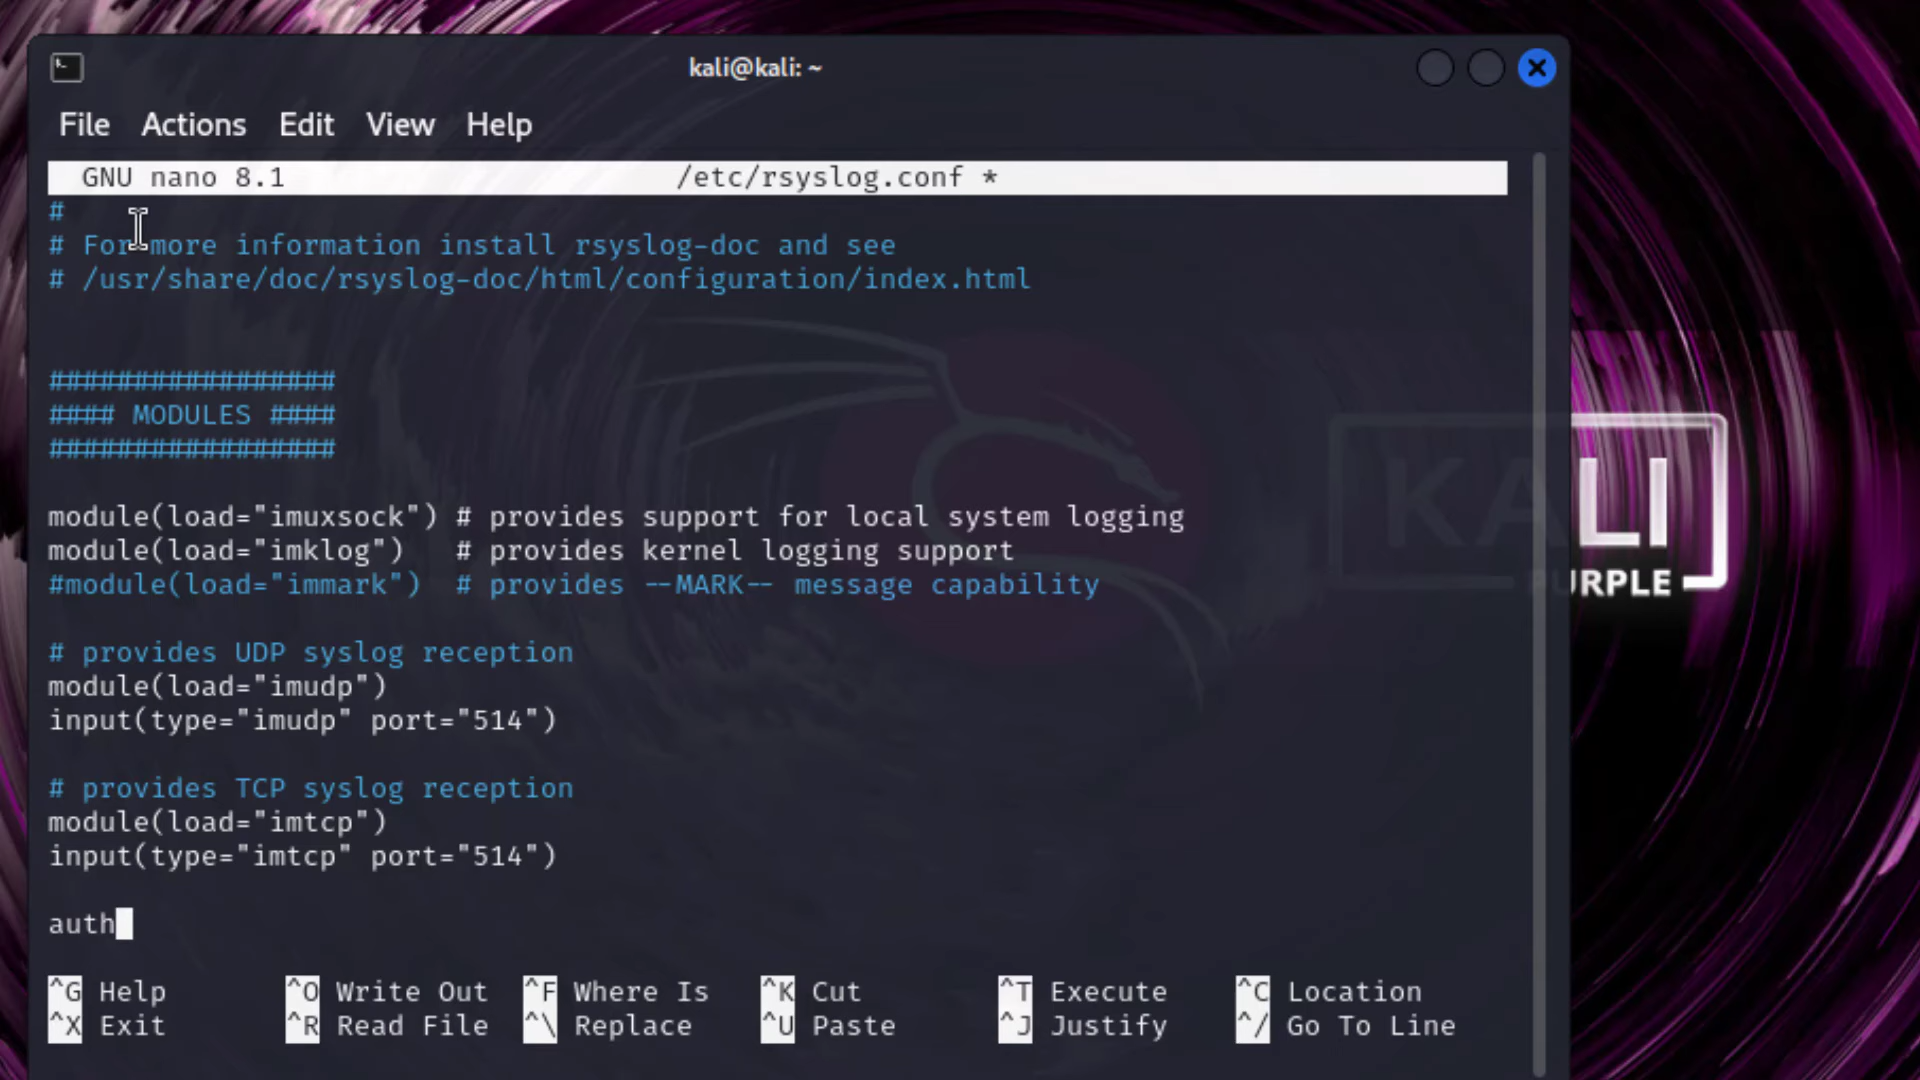 kali@kali: ~
File Actions Edit View Help
GNU nano 8.1 /etc/rsyslog.conf *
#
# For more information install rsyslog-doc and see
# /usr/share/doc/rsyslog-doc/html/configuration/index.html
#################
#### MODULES ####
#################
module(load="imuxsock") # provides support for local system logging
module(load="imklog")   # provides kernel logging support
#module(load="immark")  # provides --MARK-- message capability
# provides UDP syslog reception
module(load="imudp")
input(type="imudp" port="514")
# provides TCP syslog reception
module(load="imtcp")
input(type="imtcp" port="514")
auth
^G Help ^O Write Out ^F Where Is ^K Cut ^T Execute ^C Location
^X Exit ^R Read File ^\ Replace ^U Paste ^J Justify ^/ Go To Line
KALI
PURPLE